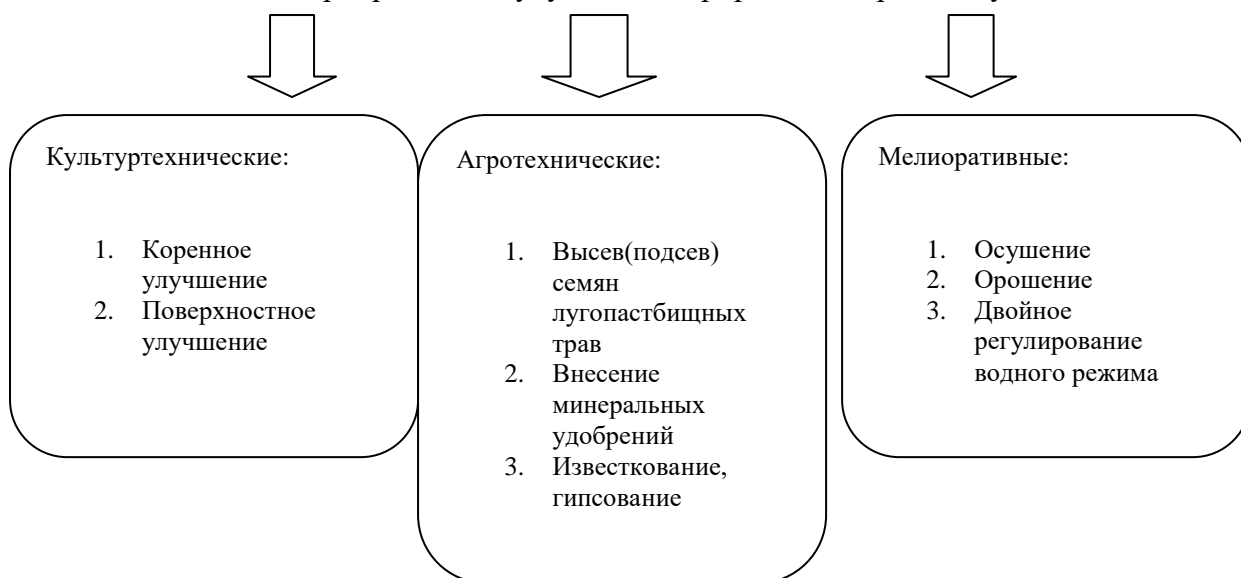 Культуртехнические:
1. Коренное
улучшение
2. Поверхностное
улучшение
Агротехнические:
1. Высев(подсев)
семян
лугопастбищных
трав
2. Внесение
минеральных
удобрений
3. Известкование,
гипсование
Мелиоративные:
1. Осушение
2. Орошение
3. Двойное
регулирование
водного режима